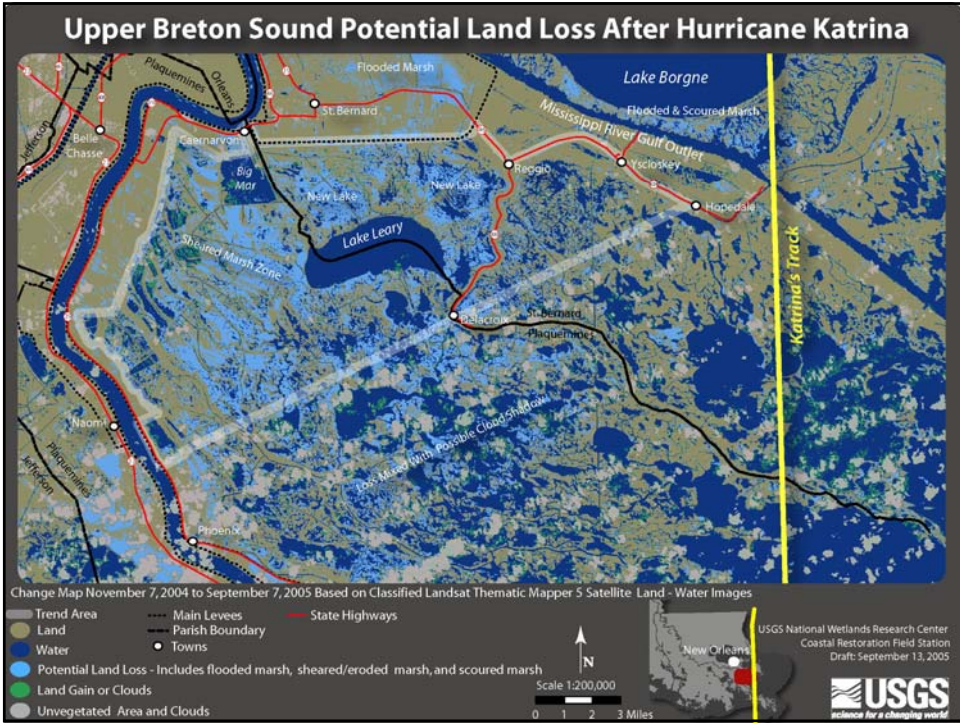 Upper Breton Sound Potential Land Loss After Hurricane Katrina
Plaquemines
Orleans
Flooded Marsh
Lake Borgne
St. Bernard
Flooded & Scoured Marsh
Jefferson
Belle
Chasse
Caernarvon
Mississippi River Gulf Outlet
Big
Mar
Reggio
Yscloskey
New Lake
New Lake
Hopedale
Lake Leary
Sheared Marsh Zone
Katrina's Track
Delacroix
St. Bernard
Plaquemines
Naomi
Loss Mixed With Possible Cloud Shadow
Plaquemines
Jefferson
Phoenix
Change Map November 7, 2004 to September 7, 2005 Based on Classified Landsat Thematic Mapper 5 Satellite Land - Water Images
Trend Area
Main Levees
State Highways
Land
Parish Boundary
Water
Towns
Potential Land Loss - Includes flooded marsh, sheared/eroded marsh, and scoured marsh
Land Gain or Clouds
Unvegetated Area and Clouds
N
Scale 1:200,000
0 1 2 3 Miles
New Orleans
USGS National Wetlands Research Center
Coastal Restoration Field Station
Draft: September 13, 2005
USGS
science for a changing world